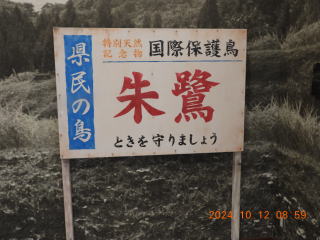 県民の鳥
特別天然
記念物
国際保護鳥
朱鷺
ときを守りましょう
2024 10 12 08:59